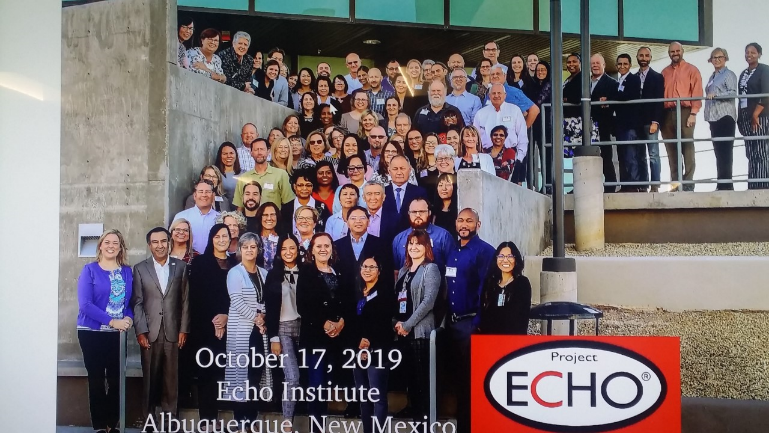 October 17, 2019
Echo Institute
Albuquerque, New Mexico
Project
ECHO®